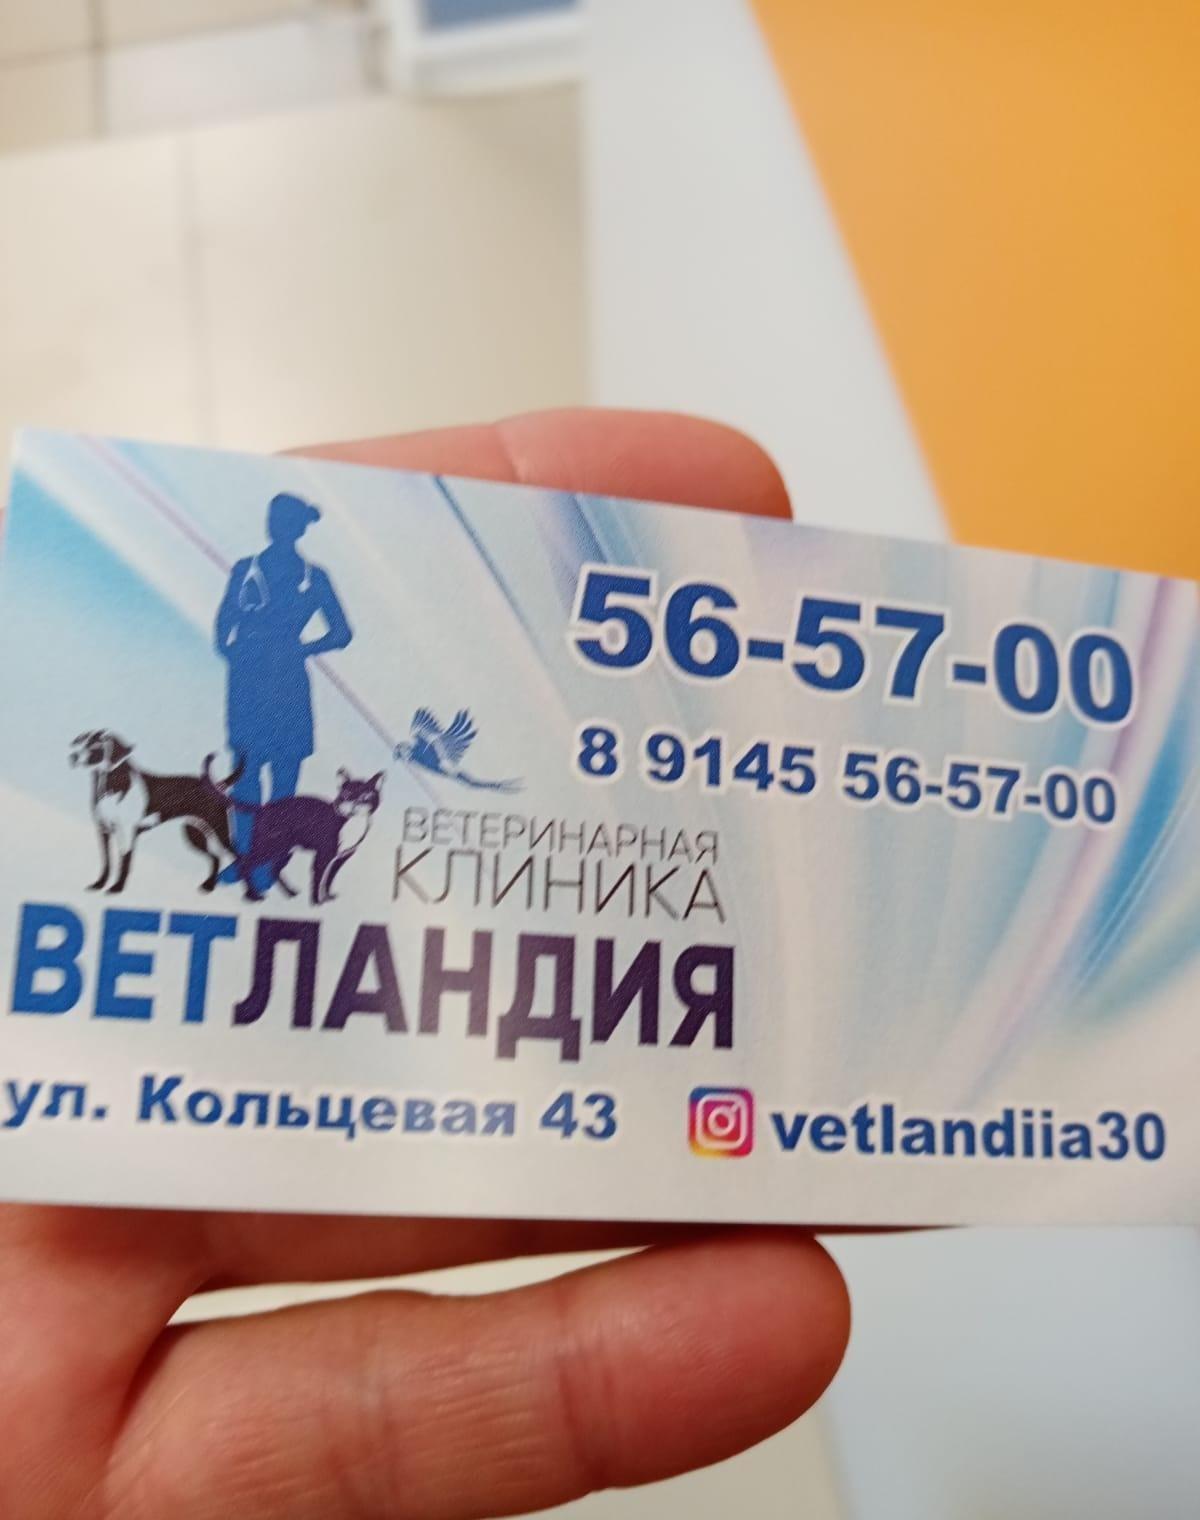 56-57-00
8 9145 56-57-00
ВЕТЕРИНАРНАЯ
КЛИНИКА
ВЕТЛАНДИЯ
ул. Кольцевая 43
vetlandiia30